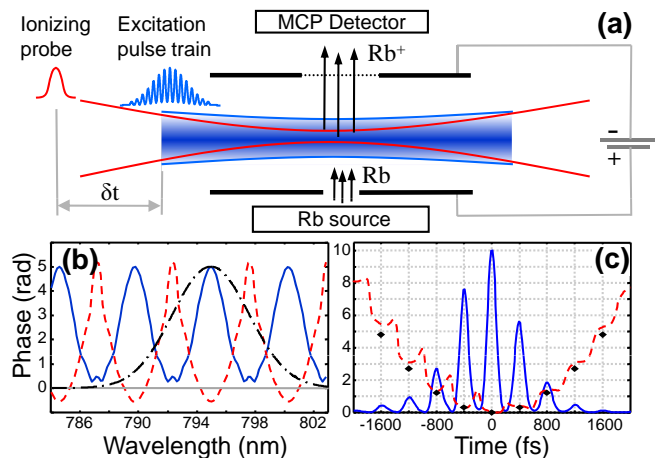 Ionizing
probe
Excitation
pulse train
MCP Detector
(a)
Rb+
-
+
δt
Rb
Rb source
(b)
Phase (rad)
5
4
3
2
1
0
786 790 794 798 802
Wavelength (nm)
(c)
10
8
6
4
2
0
-1600 -800 0 800 1600
Time (fs)